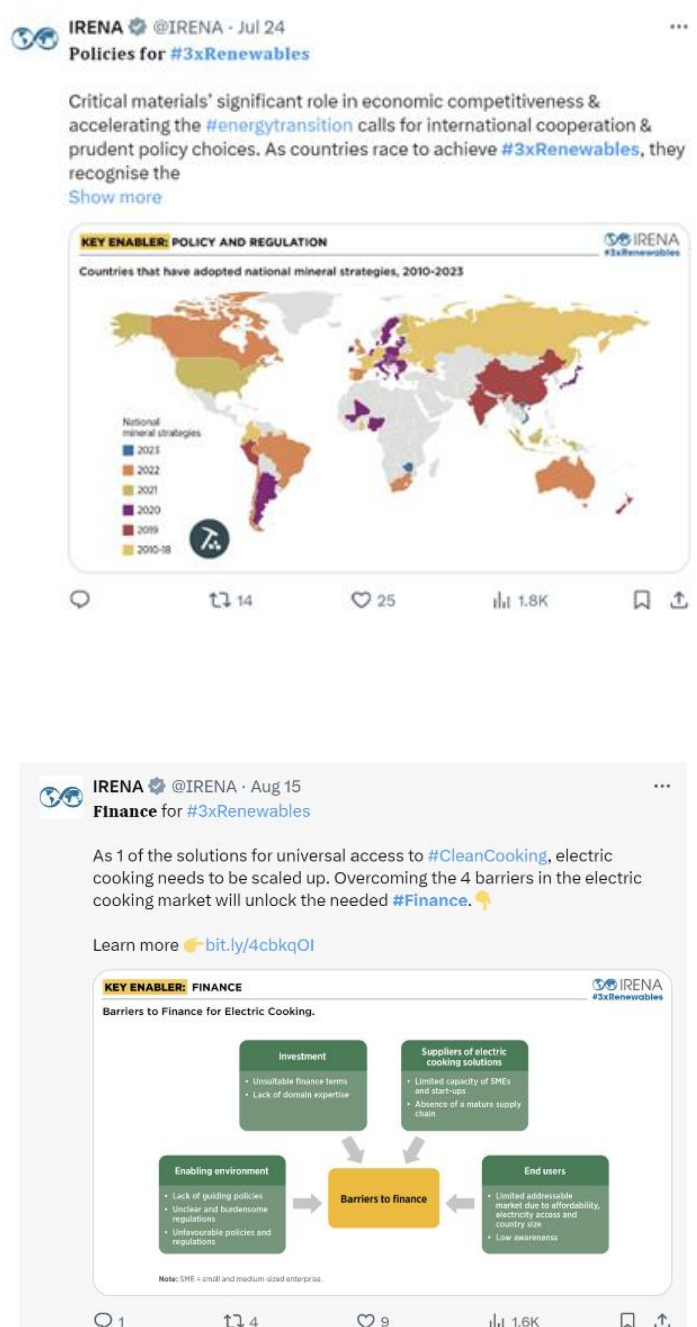 IRENA @IRENA · Jul 24
Policies for #3xRenewables
Critical materials' significant role in economic competitiveness &
accelerating the #energytransition calls for international cooperation &
prudent policy choices. As countries race to achieve #3xRenewables, they
recognise the
Show more
KEY ENABLER: POLICY AND REGULATION
IRENA
#3xRenewables
Countries that have adopted national mineral strategies, 2010-2023
National
mineral strategies
2023
2022
2021
2020
2019
2010-18
14
25
1.8K
IRENA @IRENA · Aug 15
Finance for #3xRenewables
As 1 of the solutions for universal access to #CleanCooking, electric
cooking needs to be scaled up. Overcoming the 4 barriers in the electric
cooking market will unlock the needed #Finance.👇
Learn more 👉bit.ly/4cbkqOI
KEY ENABLER: FINANCE
IRENA
#3xRenewables
Barriers to Finance for Electric Cooking.
Investment
• Unsuitable finance terms
• Lack of domain expertise
Suppliers of electric
cooking solutions
• Limited capacity of SMEs
and start-ups
• Absence of a mature supply
chain
Enabling environment
• Lack of guiding policies
• Unclear and burdensome
regulations
• Unfavourable policies and
regulations
Barriers to finance
End users
• Limited addressable
market due to affordability,
electricity access and
country size
• Low awarenenss
Note: SME = small and medium-sized enterprise.
1
4
9
1.6K